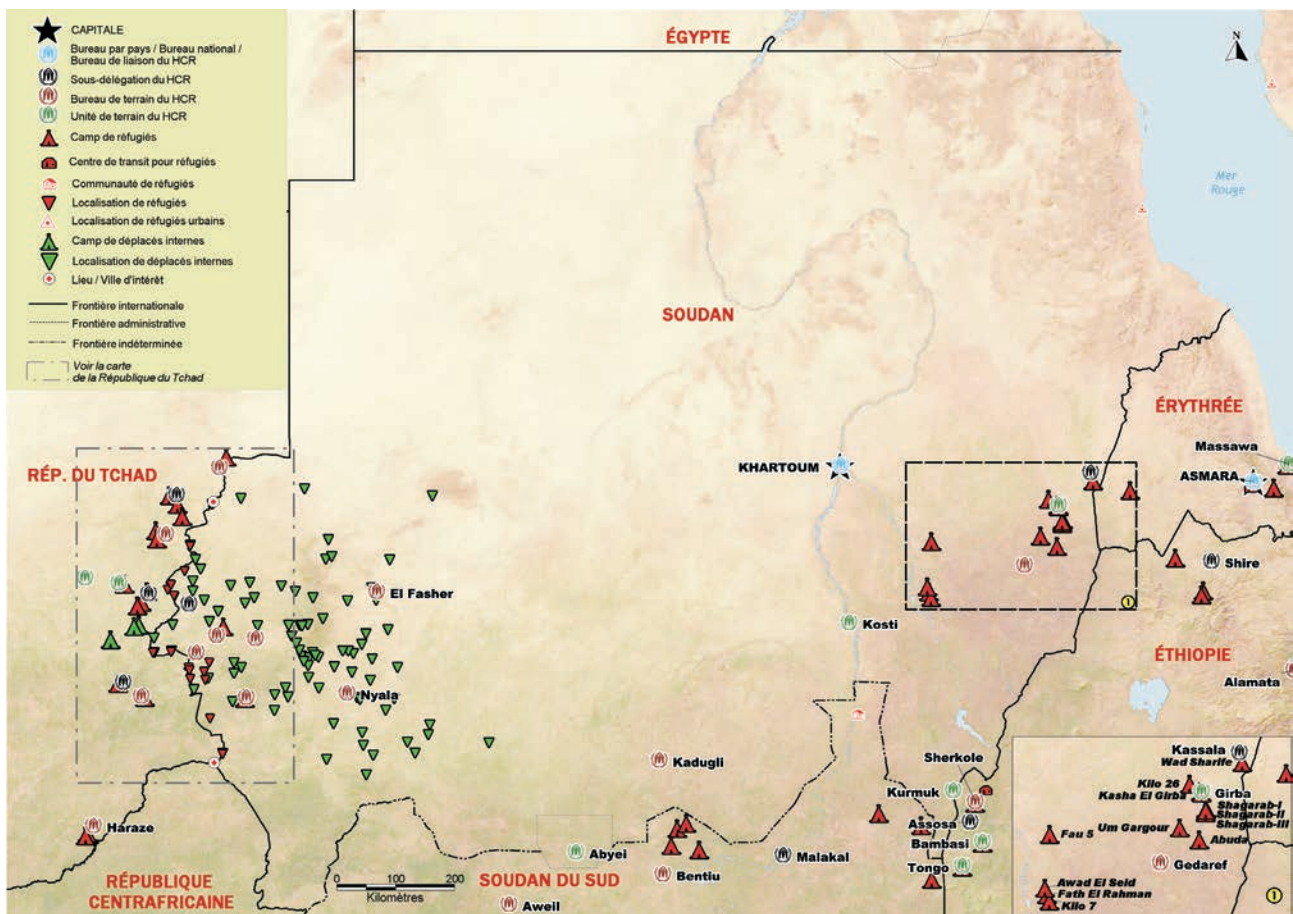 CAPITALE
Bureau par pays / Bureau national /
Bureau de liaison du HCR
Sous-délégation du HCR
Bureau de terrain du HCR
Unité de terrain du HCR
Camp de réfugiés
Centre de transit pour réfugiés
Communauté de réfugiés
Localisation de réfugiés
Localisation de réfugiés urbains
Camp de déplacés internes
Localisation de déplacés internes
Lieu / Ville d'intérêt
Frontière internationale
Frontière administrative
Frontière indéterminée
Voir la carte
de la République du Tchad
ÉGYPTE
N
Mer
Rouge
SOUDAN
ÉRYTHRÉE
Massawa
RÉP. DU TCHAD
KHARTOUM
ASMARA
Shire
El Fasher
1
Kosti
ÉTHIOPIE
Alamata
Nyala
Kadugli
Sherkole
Kurmuk
Assosa
Bambasi
Tongo
Haraze
Abyei
Malakal
Bentiu
SOUDAN DU SUD
RÉPUBLIQUE
CENTRAFRICAINE
Aweil
0 100 200
Kilomètres
Kassala
Wad Sharife
Kilo 26
Kasha El Girba
Girba
Shagarab-I
Shagarab-II
Shagarab-III
Fau 5
Um Gargour
Abuda
Gedaref
Awad El Seid
Fath El Rahman
Kilo 7
1